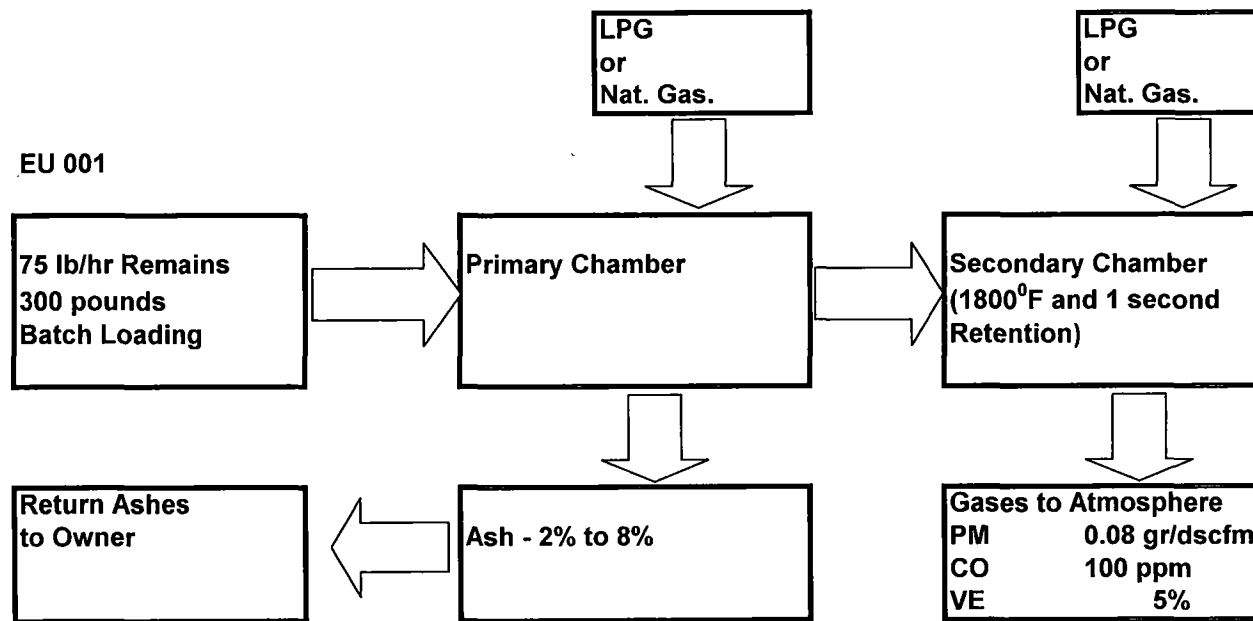 LPG
or
Nat. Gas.
LPG
or
Nat. Gas.
EU 001
75 lb/hr Remains
300 pounds
Batch Loading
Primary Chamber
Secondary Chamber
(1800⁰F and 1 second
Retention)
Return Ashes
to Owner
Ash - 2% to 8%
Gases to Atmosphere
PM 0.08 gr/dscfm
CO 100 ppm
VE 5%